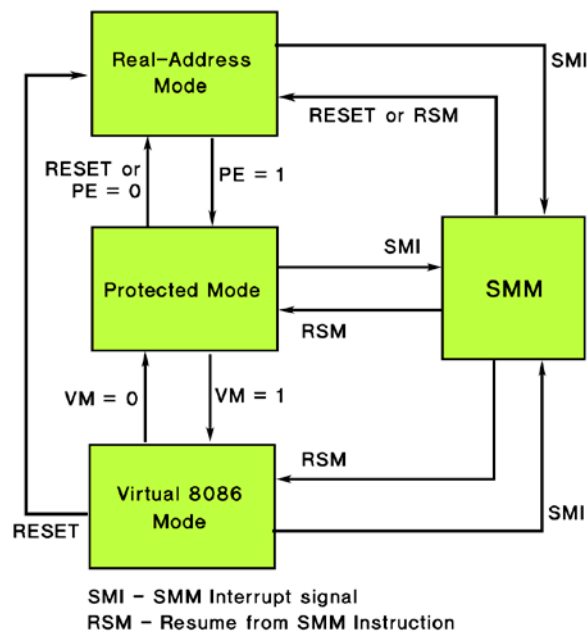 Real-Address
Mode
SMI
RESET or RSM
RESET or
PE = 0
PE = 1
SMI
Protected Mode
SMM
RSM
VM = 0
VM = 1
RSM
Virtual 8086
Mode
RESET
SMI
SMI - SMM Interrupt signal
RSM - Resume from SMM Instruction